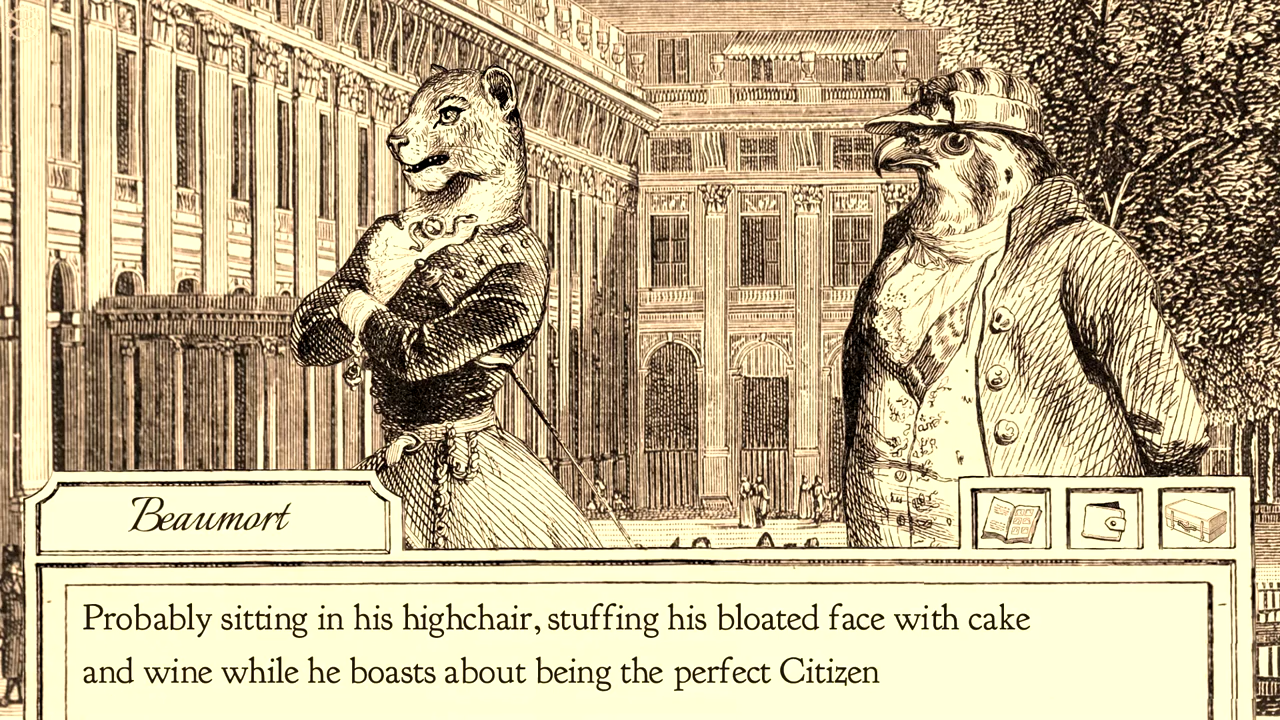 Beaumort
Probably sitting in his highchair, stuffing his bloated face with cake
and wine while he boasts about being the perfect Citizen